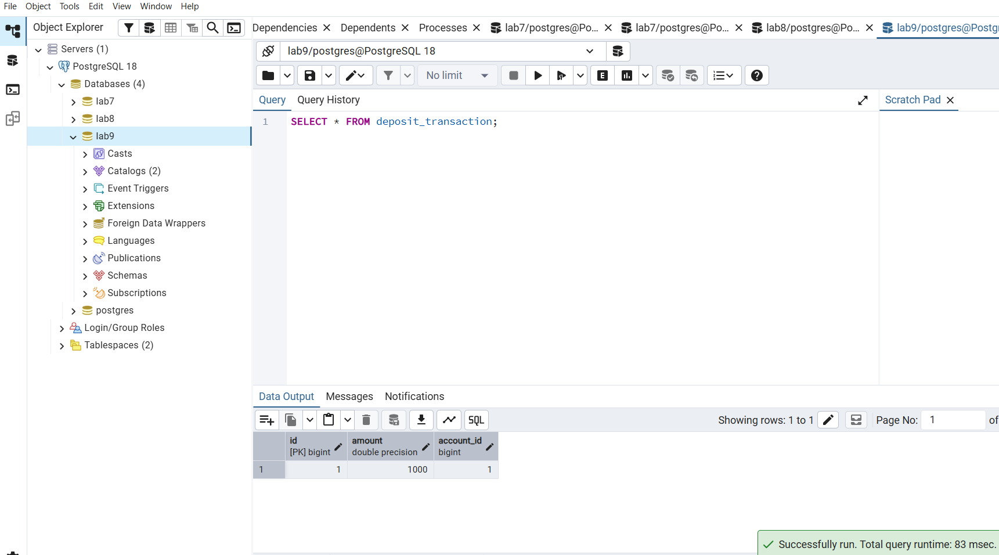 File Object Tools Edit View Window Help
Object Explorer
Dependencies Dependents Processes lab7/postgres@Po... lab7/postgres@Po... lab8/postgres@Po... lab9/postgres@Postg
Servers (1)
PostgreSQL 18
Databases (4)
lab7
lab8
lab9
Casts
Catalogs (2)
Event Triggers
Extensions
Foreign Data Wrappers
Languages
Publications
Schemas
Subscriptions
postgres
Login/Group Roles
Tablespaces (2)
lab9/postgres@PostgreSQL 18
No limit
E
Query Query History
Scratch Pad
1 SELECT * FROM deposit_transaction;
Data Output Messages Notifications
SQL
Showing rows: 1 to 1
Page No: 1 of
id amount account_id
[PK] bigint double precision bigint
1 1 1000 1
Successfully run. Total query runtime: 83 msec.